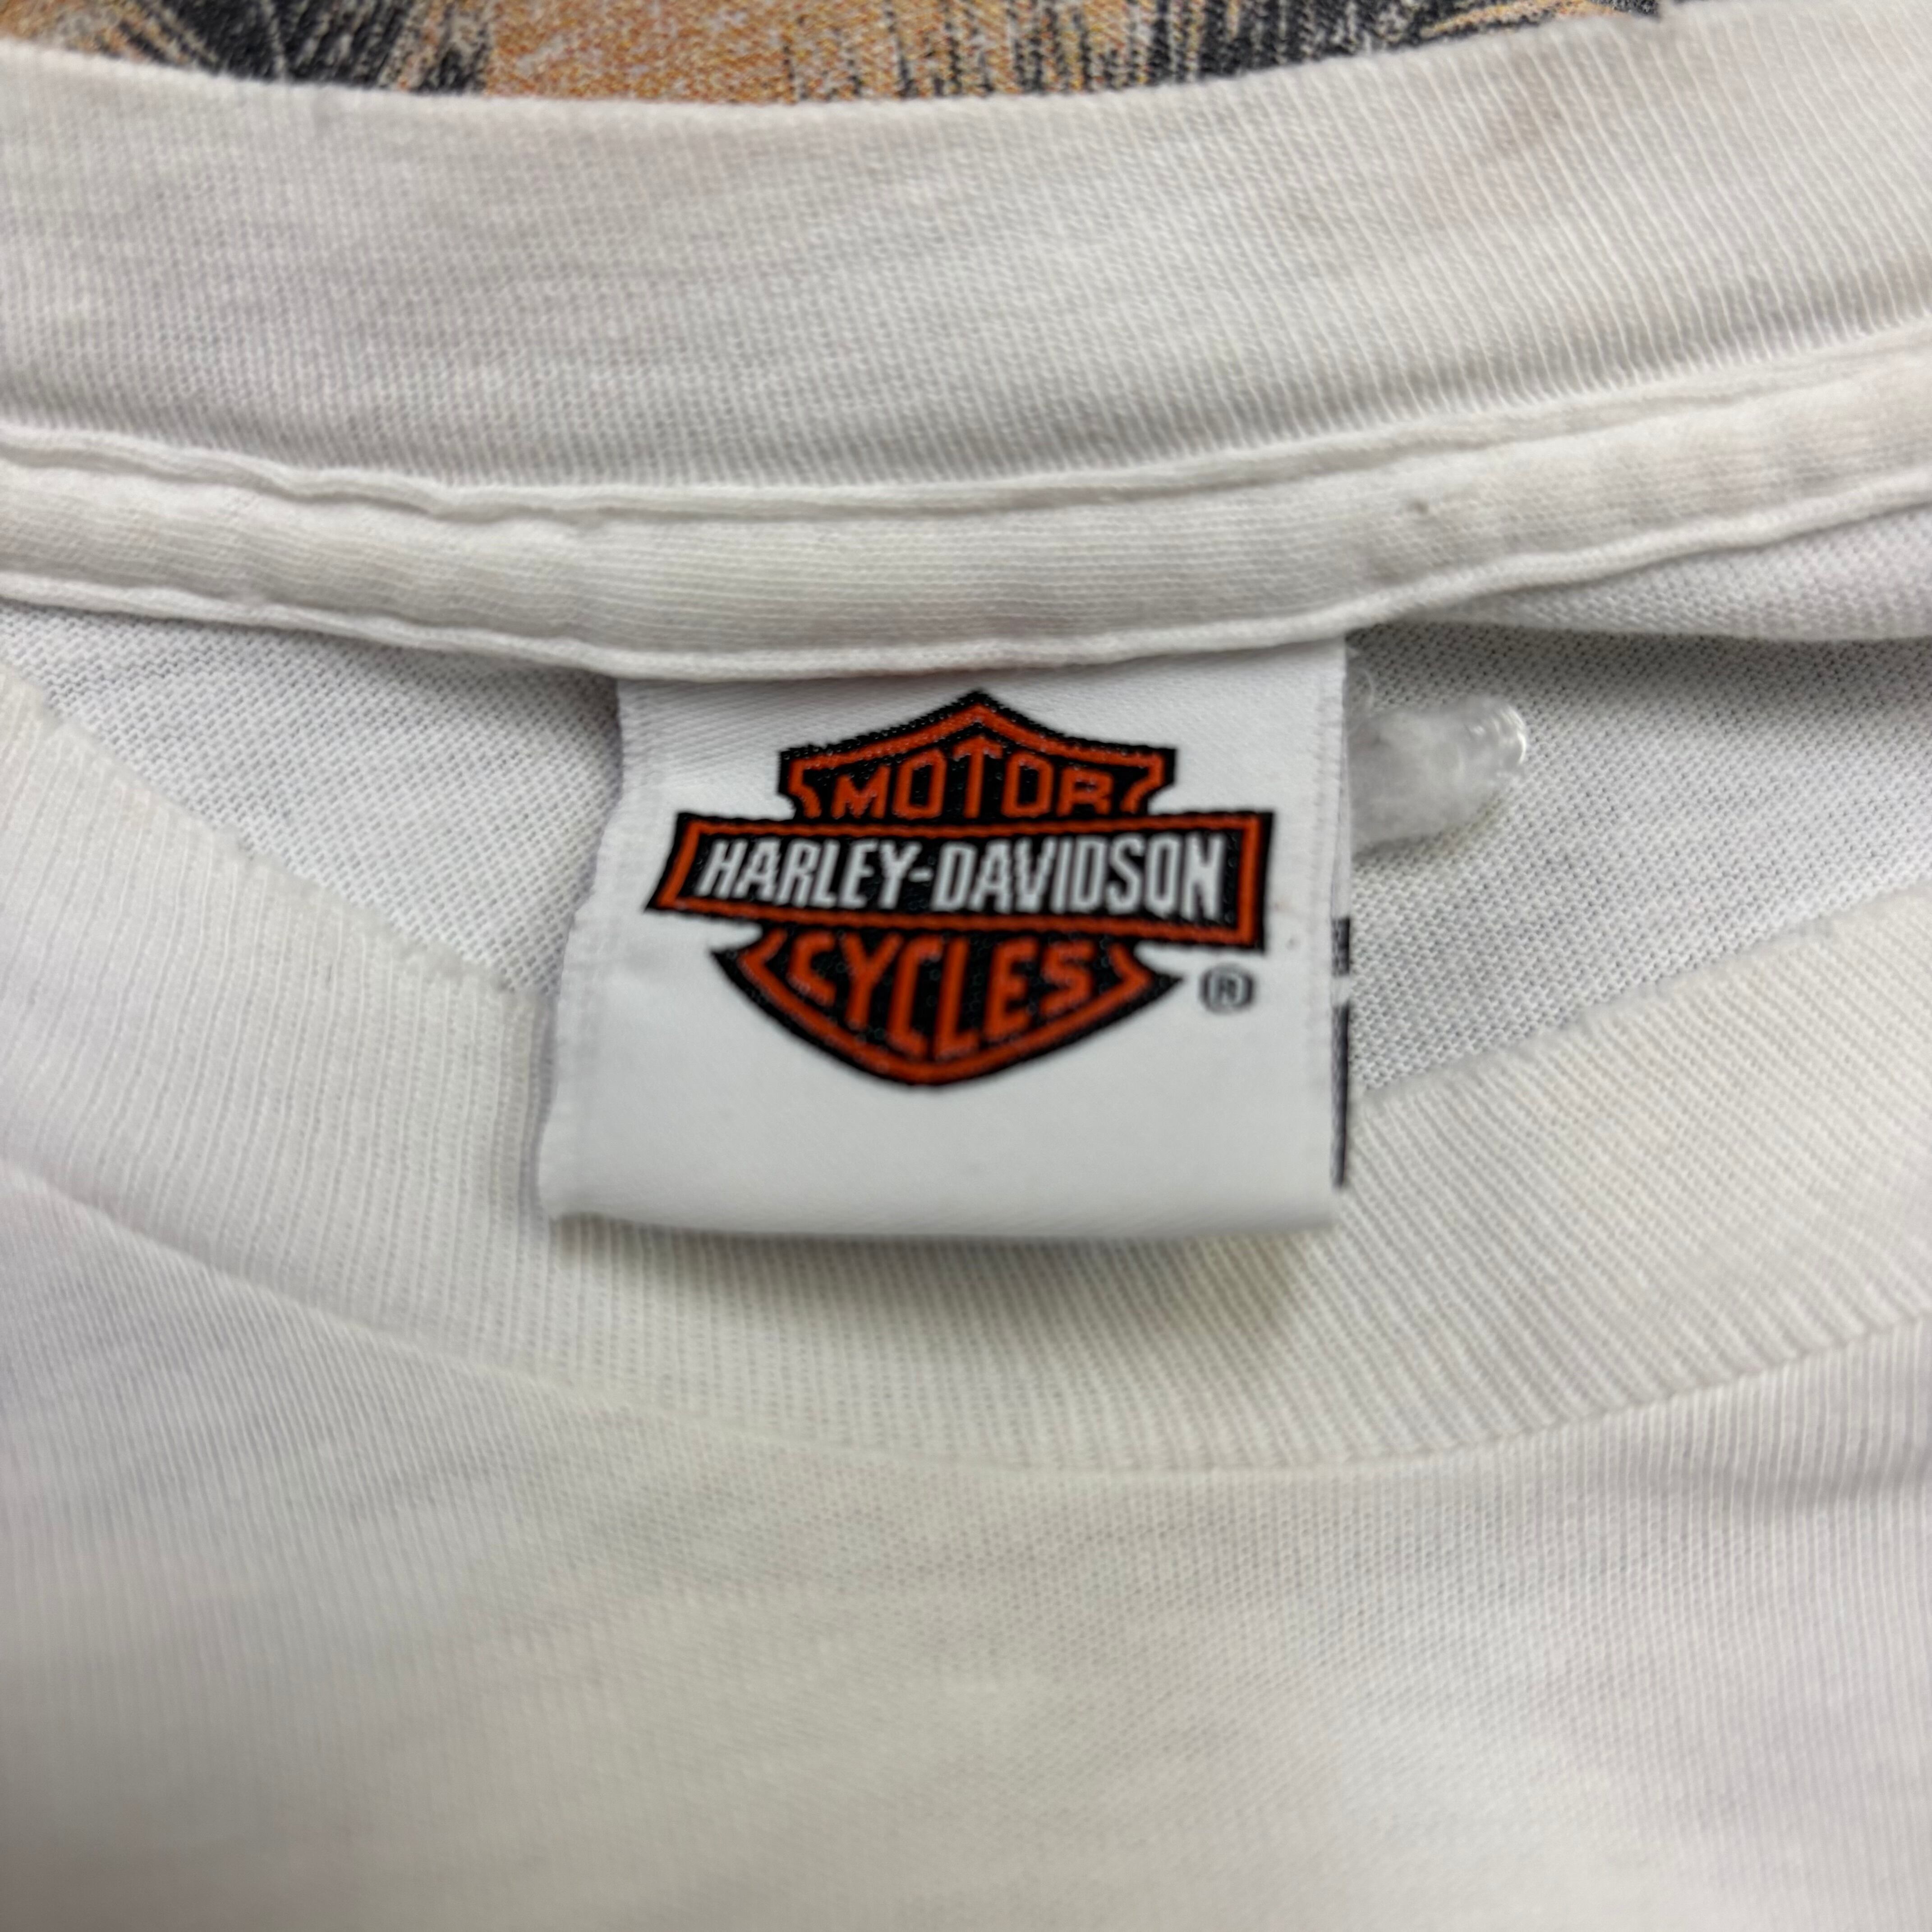 MOTOR
HARLEY-DAVIDSON
CYCLES
®